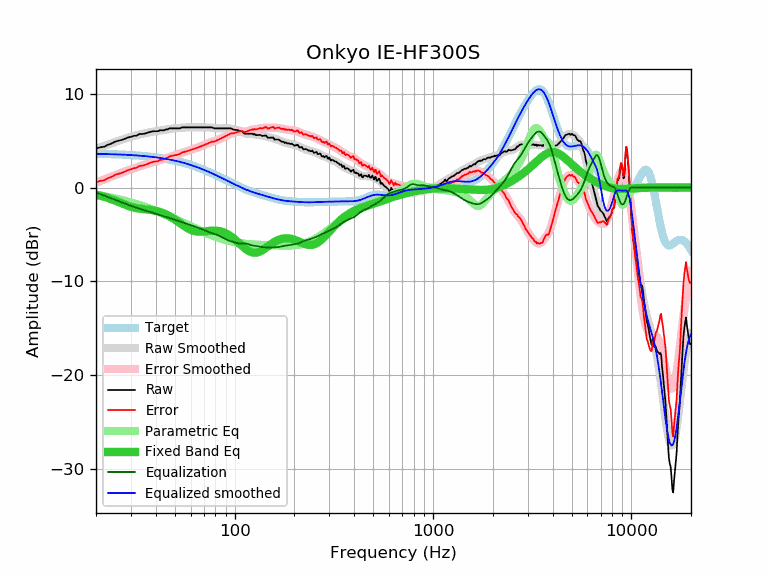 Onkyo IE-HF300S
Amplitude (dBr)
10
0
−10
−20
−30
Target
Raw Smoothed
Error Smoothed
Raw
Error
Parametric Eq
Fixed Band Eq
Equalization
Equalized smoothed
100
1000
10000
Frequency (Hz)